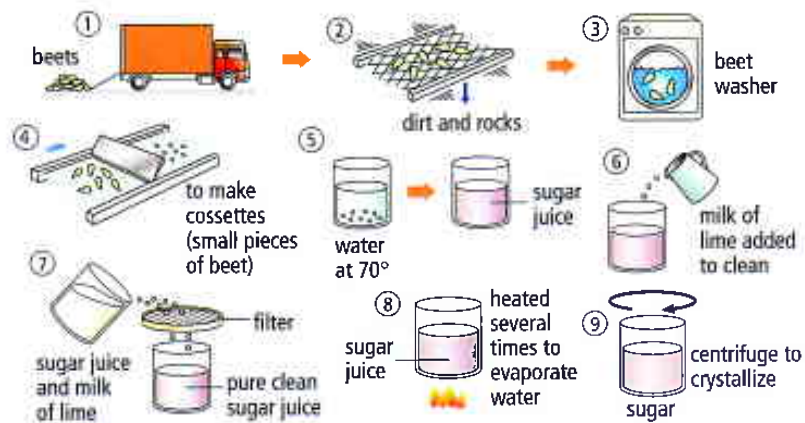 ①
beets
②
dirt and rocks
③
beet
washer
④
to make
cossettes
(small pieces
of beet)
⑤
water
at 70°
sugar
juice
⑥
milk of
lime added
to clean
⑦
sugar juice
and milk
of lime
filter
pure clean
sugar juice
⑧
sugar
juice
heated
several
times to
evaporate
water
⑨
centrifuge to
crystallize
sugar